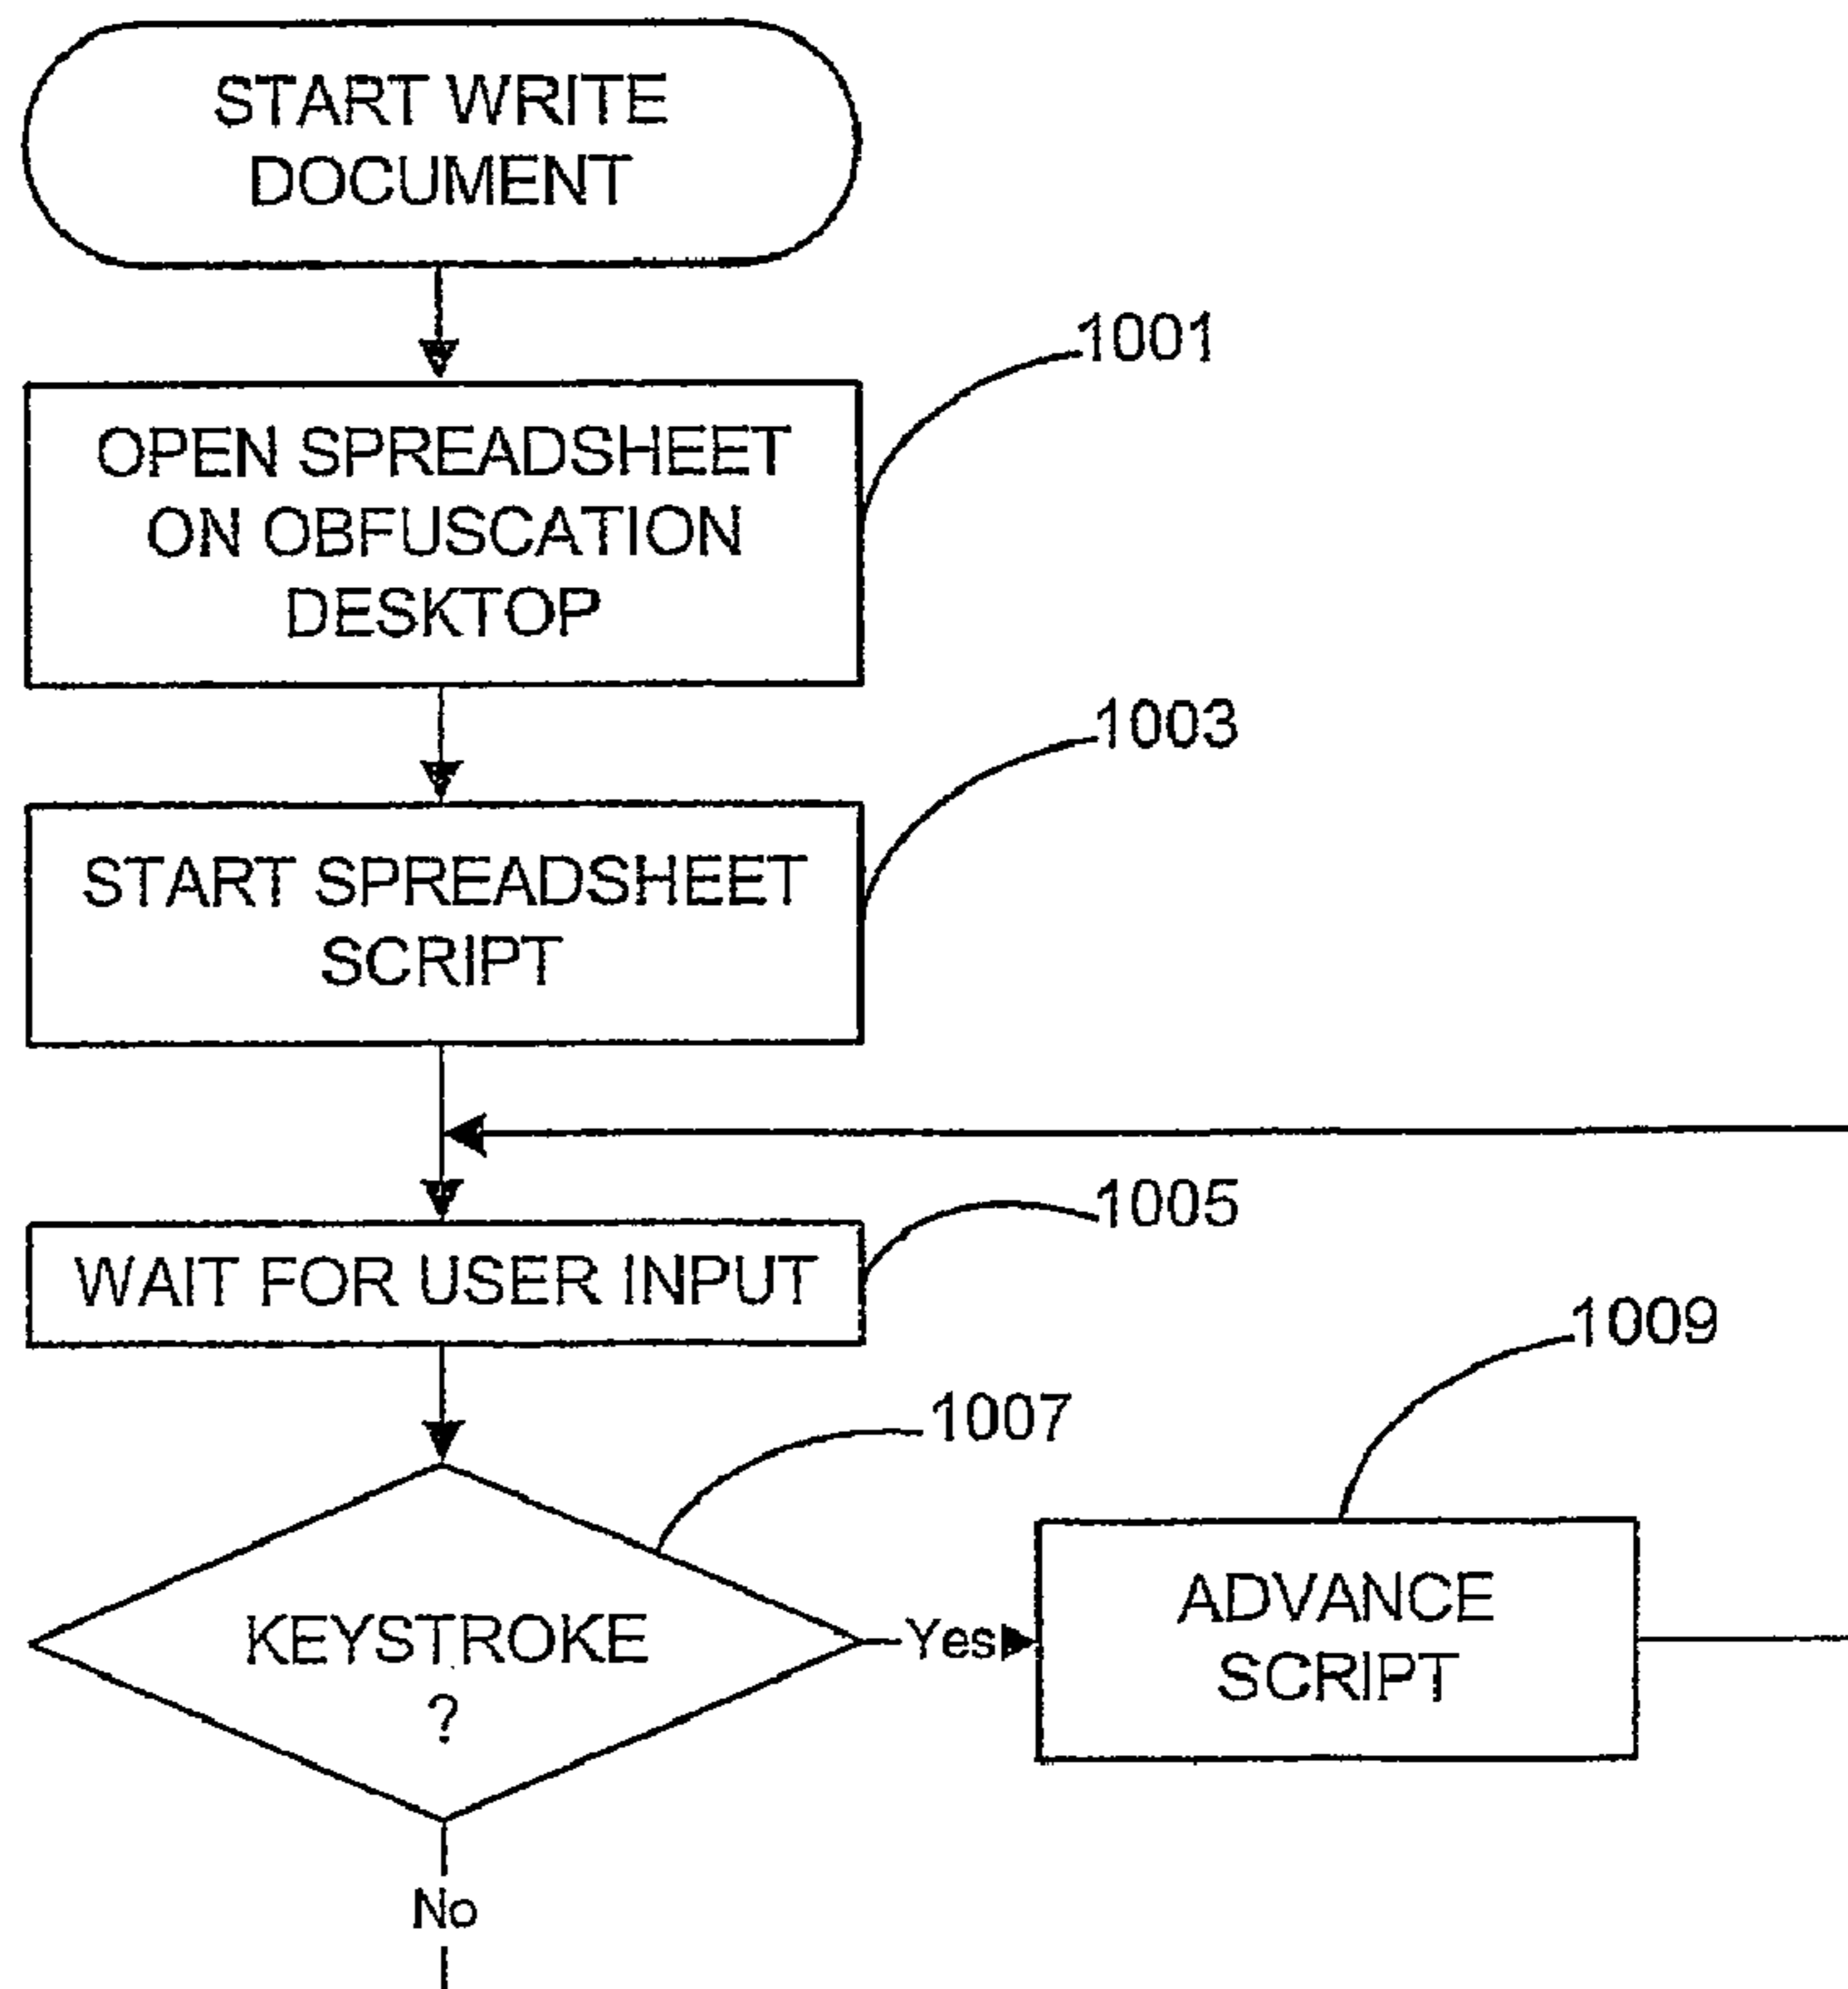 START WRITE
DOCUMENT
1001
OPEN SPREADSHEET
ON OBFUSCATION
DESKTOP
1003
START SPREADSHEET
SCRIPT
1005
WAIT FOR USER INPUT
1009
1007
KEYSTROKE
?
Yes
ADVANCE
SCRIPT
No